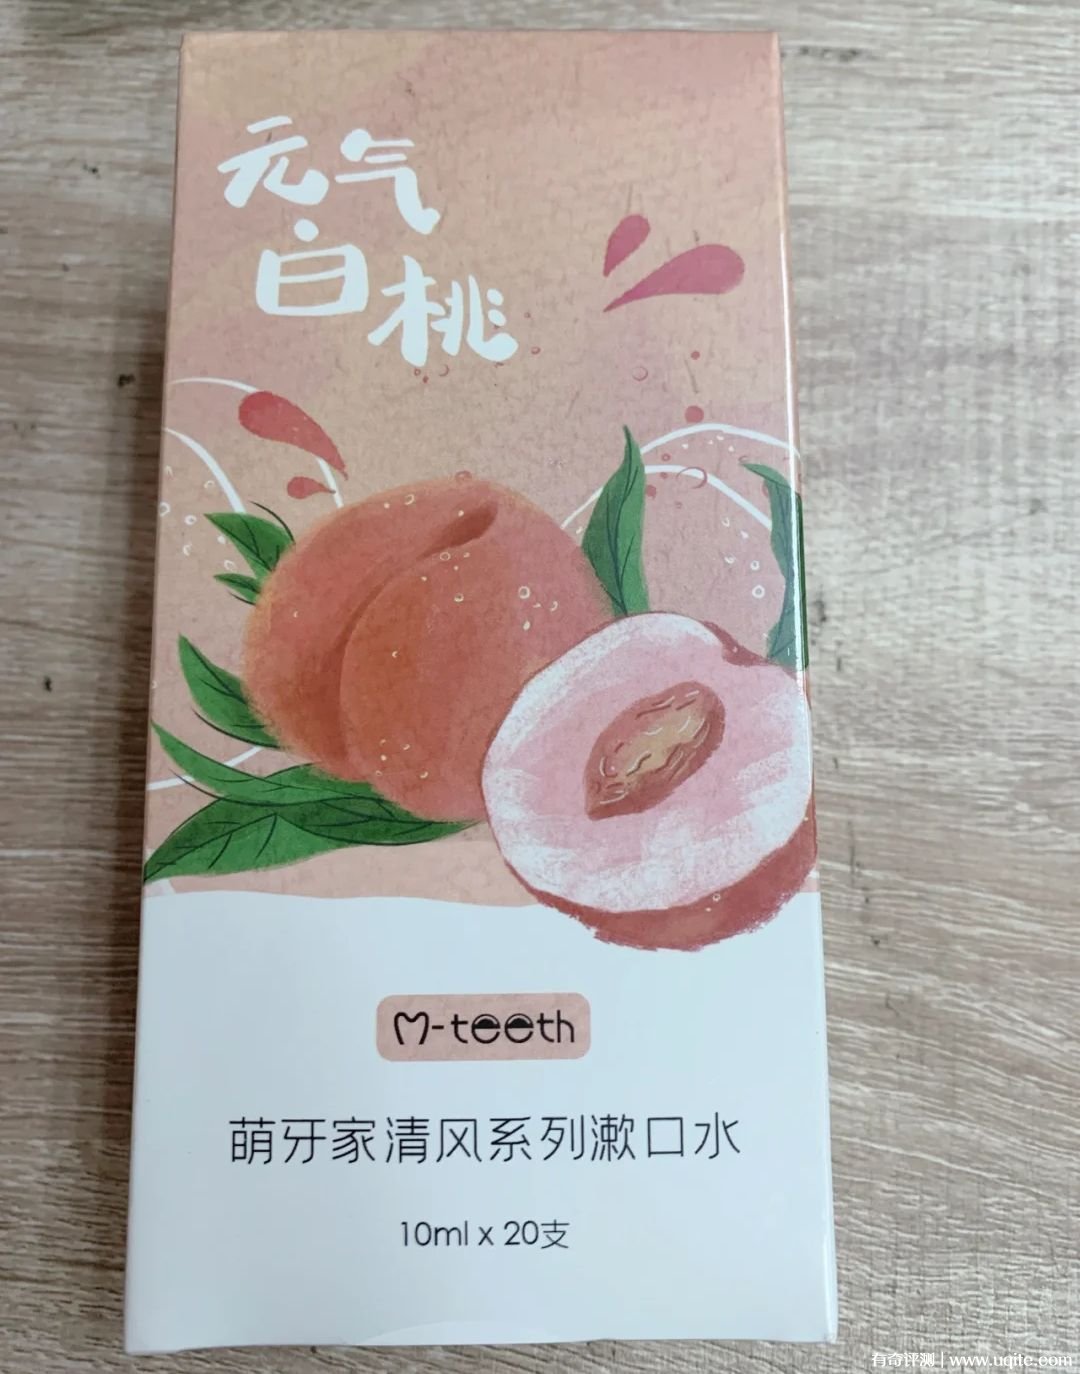 元气
白桃
M-teeth
萌牙家清风系列漱口水
10ml x 20支
有奇评测 | www.uqite.com